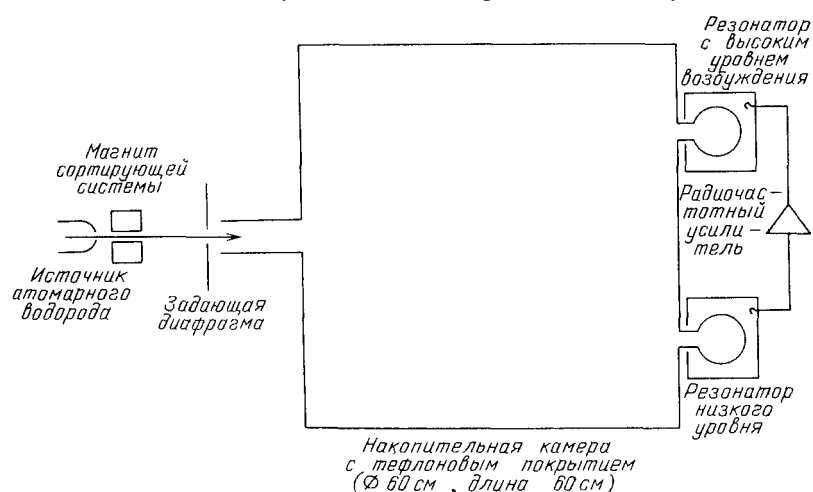 Резонатор
с высоким
уровнем
возбуждения
Магнит
сортирующей
системы
Радиочас-
тотный
усили-
тель
Источник
атомарного
водорода
Задающая
диафрагма
Резонатор
низкого
уровня
Накопительная камера
с тефлоновым покрытием
(Ø 60 см, длина 60 см)